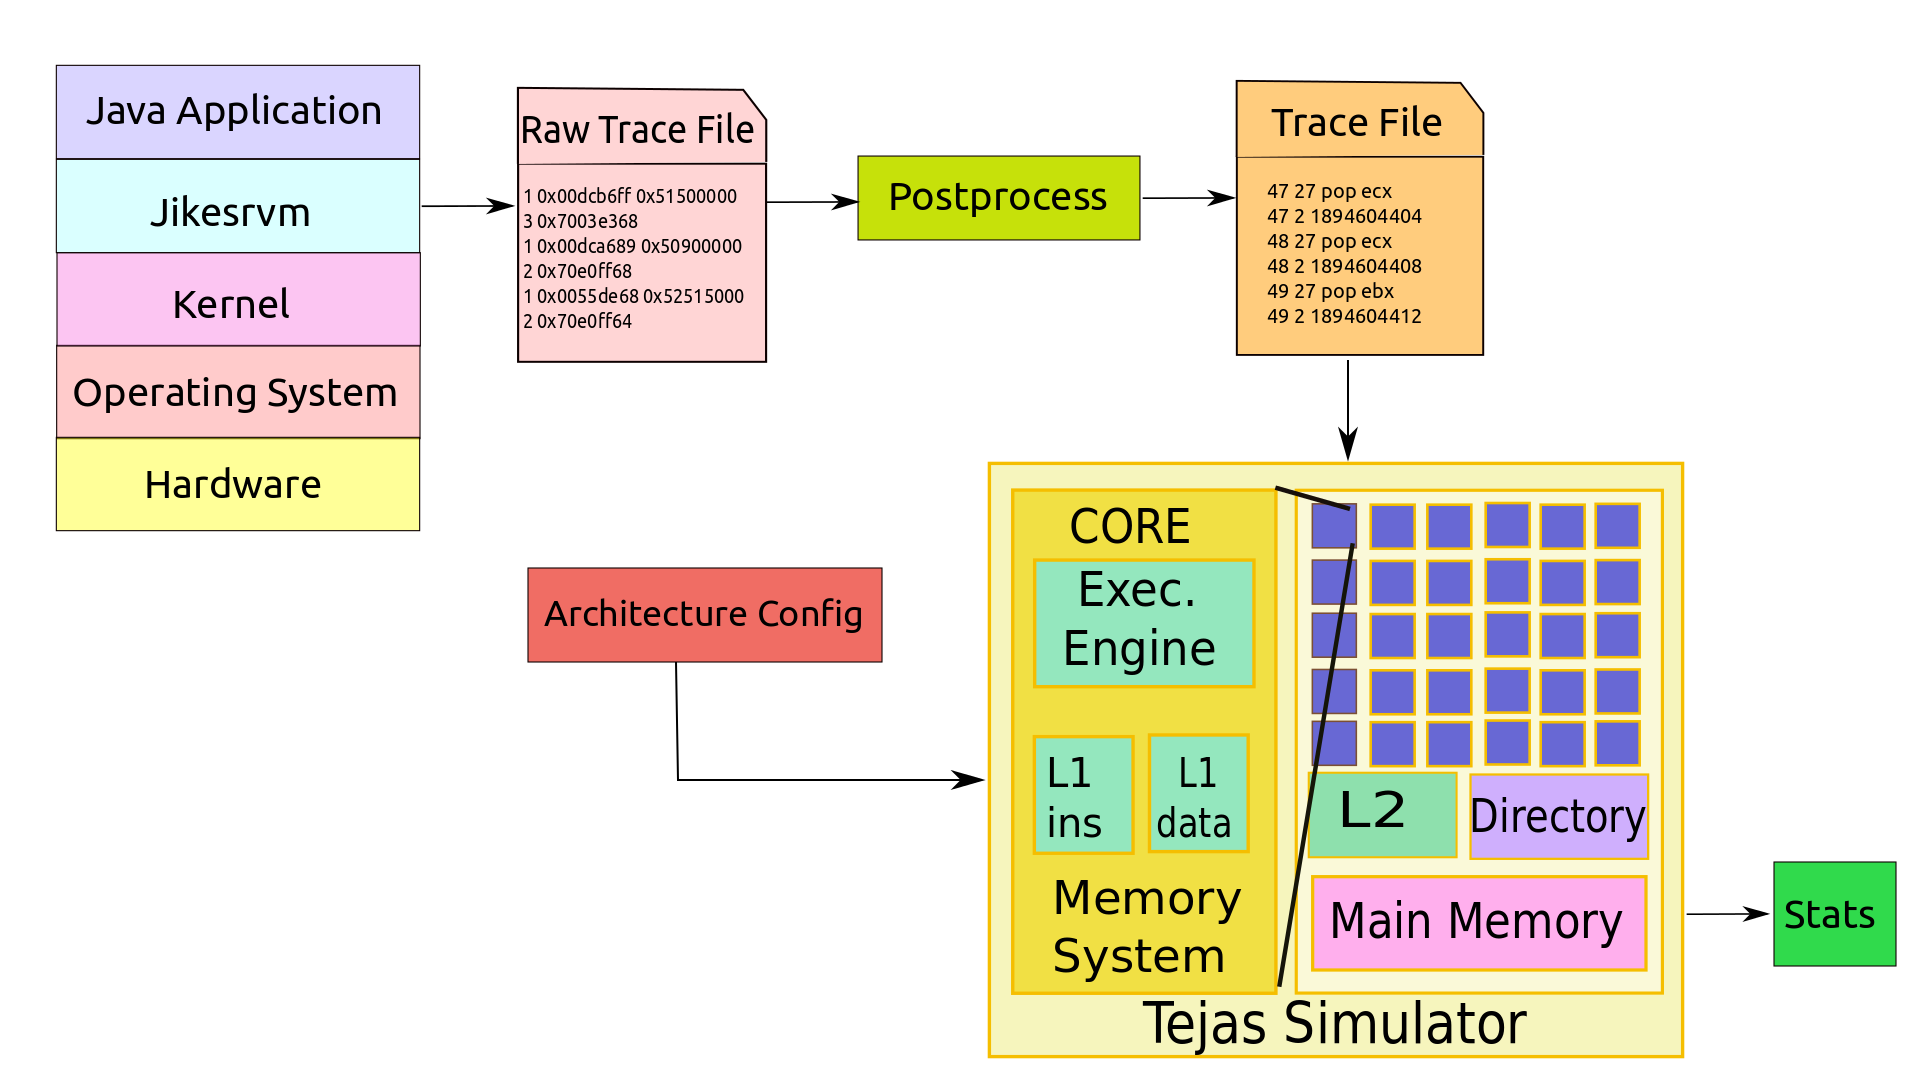 Java Application
Jikesrvm
Kernel
Operating System
Hardware
Raw Trace File
1 0x00dcb6ff 0x51500000
3 0x7003e368
1 0x00dca689 0x50900000
2 0x70e0ff68
1 0x0055de68 0x52515000
2 0x70e0ff64
Postprocess
Trace File
47 27 pop ecx
47 2 1894604404
48 27 pop ecx
48 2 1894604408
49 27 pop ebx
49 2 1894604412
Architecture Config
CORE
Exec.
Engine
L1
ins
L1
data
Memory
System
L2
Directory
Main Memory
Tejas Simulator
Stats